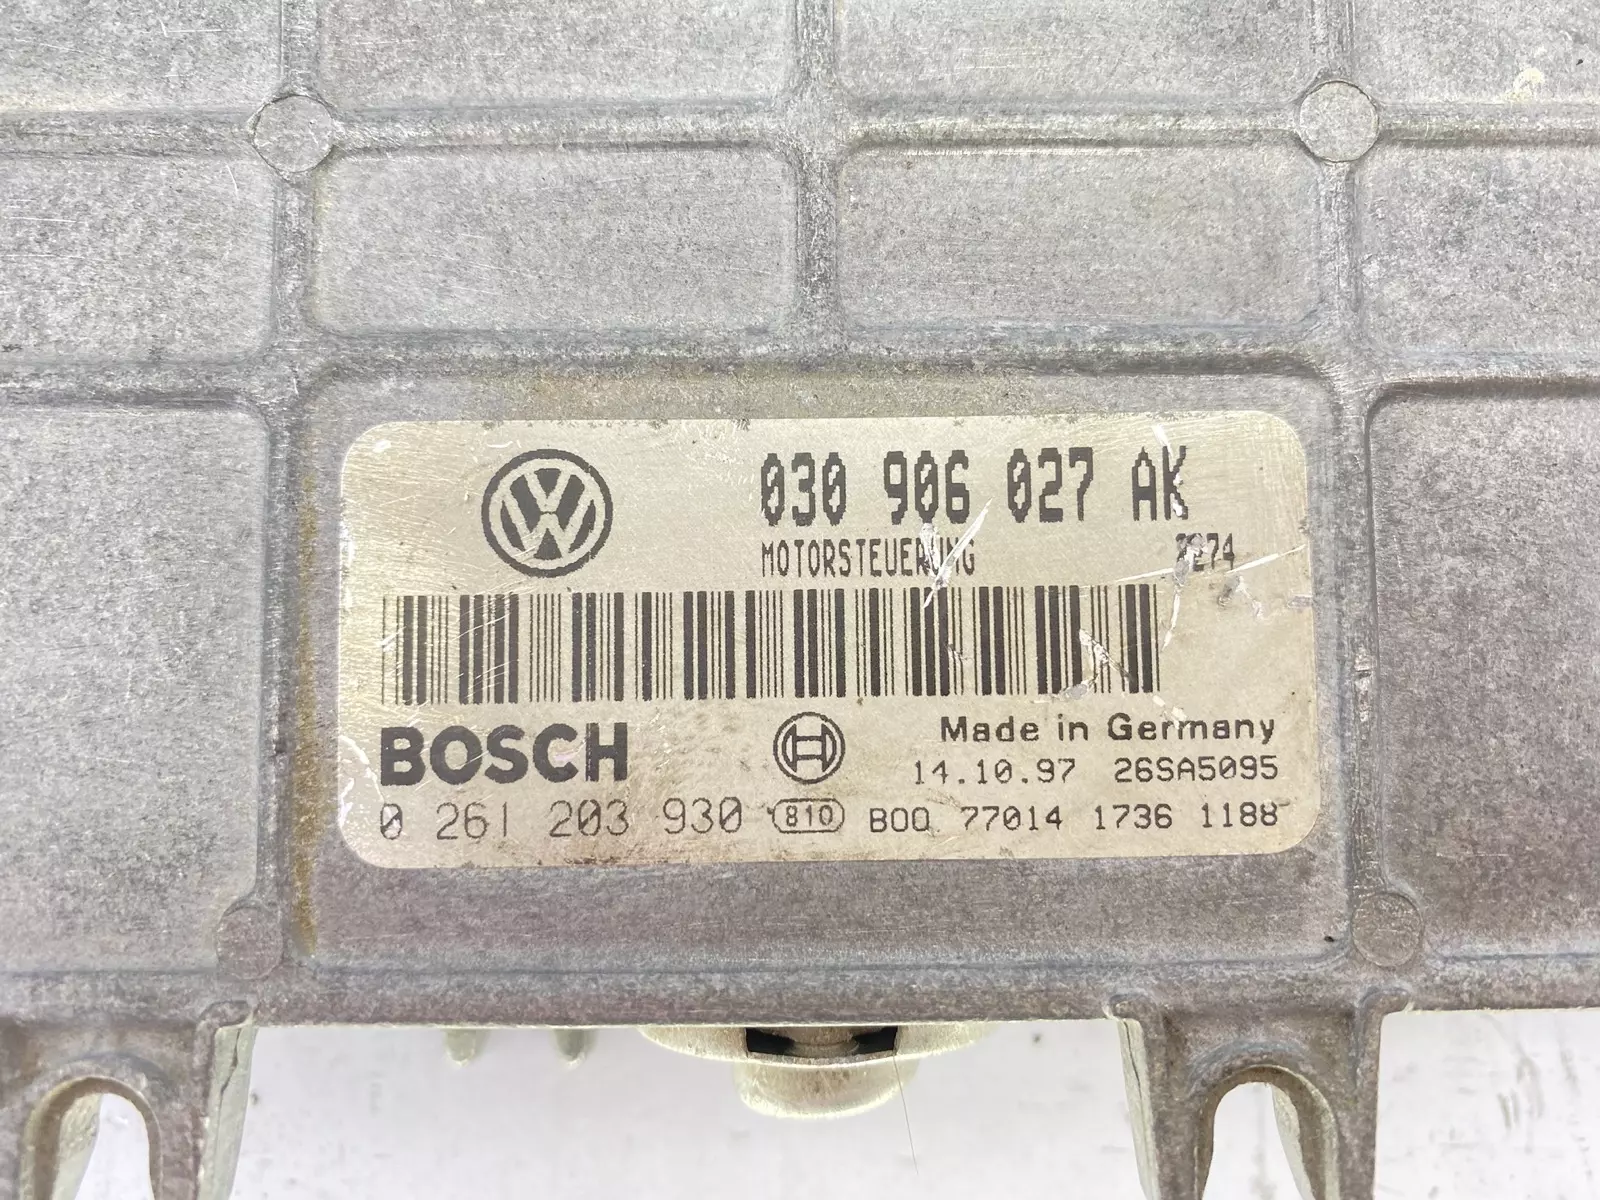 030 906 027 AK
MOTORSTEUERUNG
BOSCH
Made in Germany
14.10.97 26SA5095
0 261 203 930 810 B00 77014 1736 1188